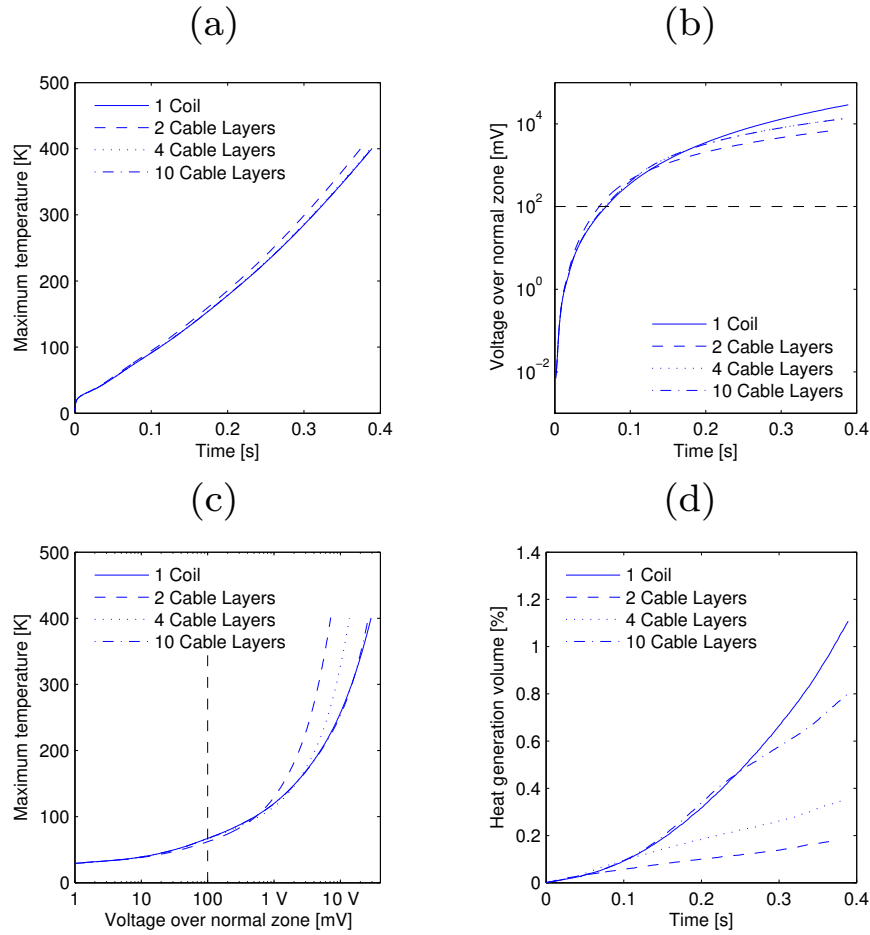 (a)
500
400
300
200
100
0
0 0.1 0.2 0.3 0.4
Maximum temperature [K]
Time [s]
1 Coil
2 Cable Layers
4 Cable Layers
10 Cable Layers
(b)
10^4
10^2
10^0
10^−2
0 0.1 0.2 0.3 0.4
Voltage over normal zone [mV]
Time [s]
1 Coil
2 Cable Layers
4 Cable Layers
10 Cable Layers
(c)
500
400
300
200
100
0
1 10 100 1 V 10 V
Maximum temperature [K]
Voltage over normal zone [mV]
1 Coil
2 Cable Layers
4 Cable Layers
10 Cable Layers
(d)
1.4
1.2
1
0.8
0.6
0.4
0.2
0
0 0.1 0.2 0.3 0.4
Heat generation volume [%]
Time [s]
1 Coil
2 Cable Layers
4 Cable Layers
10 Cable Layers